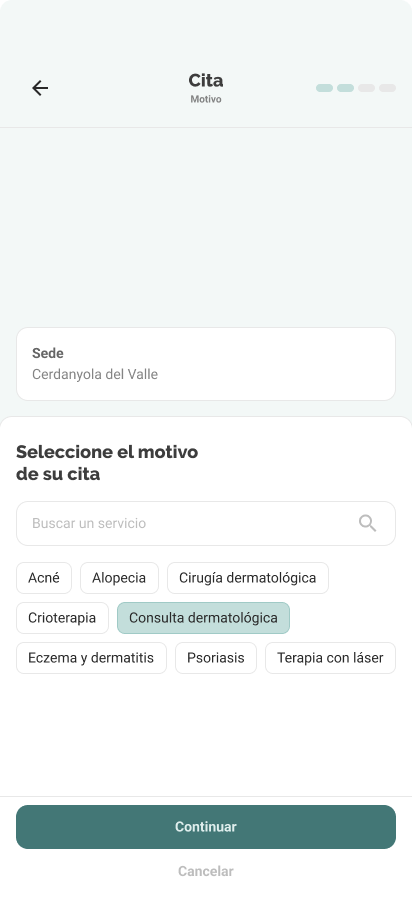 Cita
Motivo
Sede
Cerdanyola del Valle
Seleccione el motivo
de su cita
Buscar un servicio
Acné Alopecia Cirugía dermatológica
Crioterapia Consulta dermatológica
Eczema y dermatitis Psoriasis Terapia con láser
Continuar
Cancelar